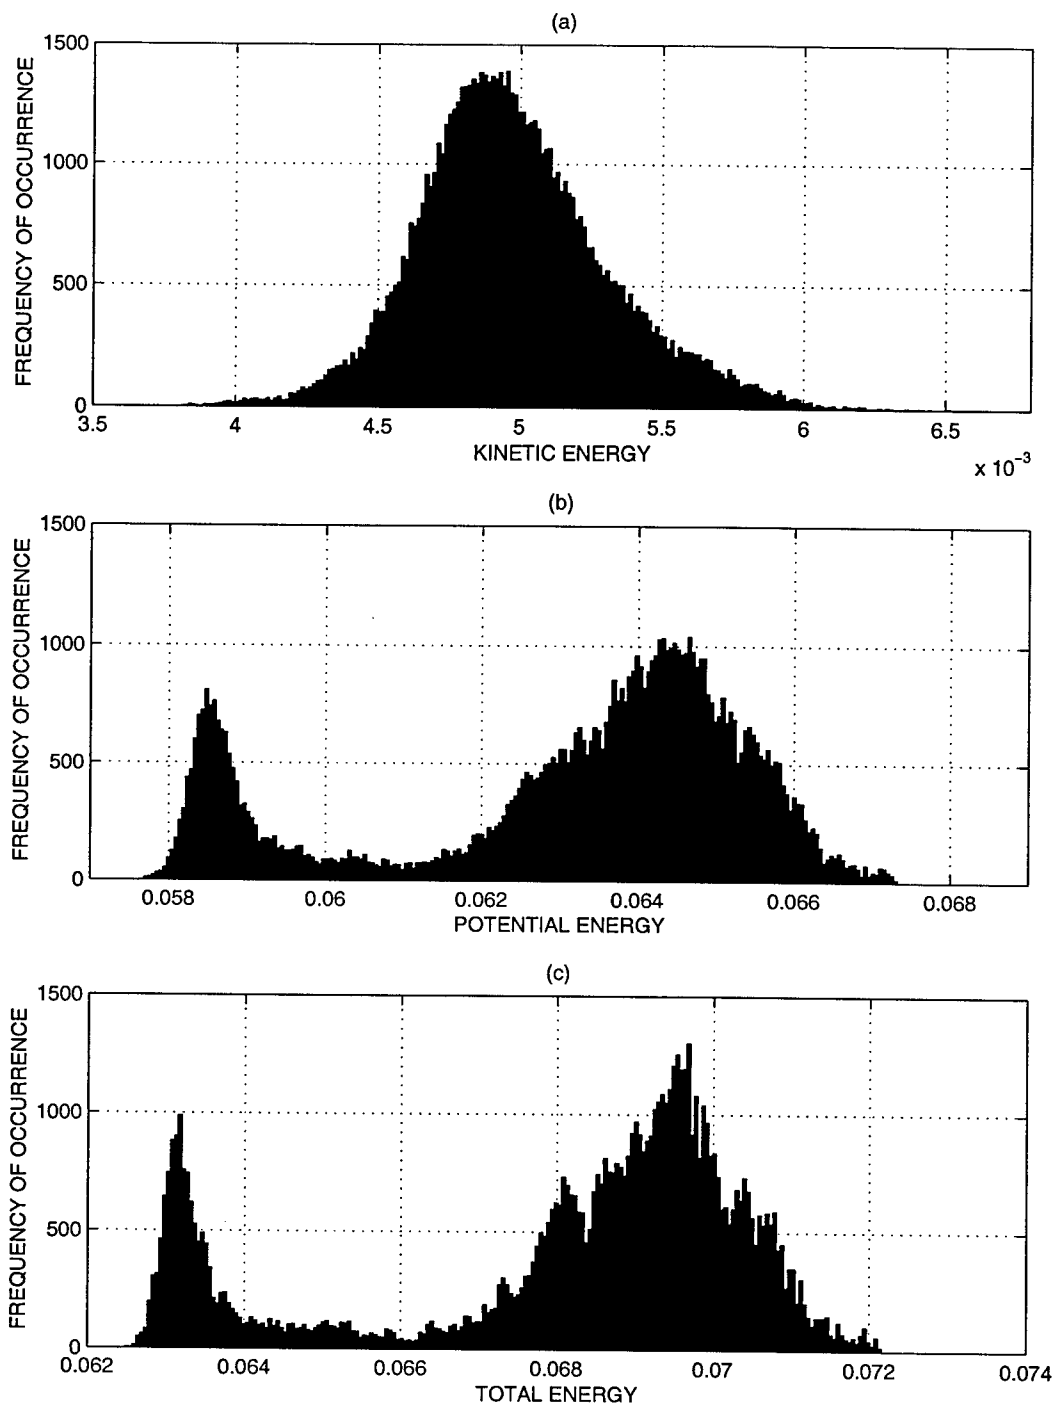 (a)
1500
1000
500
0
FREQUENCY OF OCCURRENCE
3.5 4 4.5 5 5.5 6 6.5
KINETIC ENERGY
x 10⁻³
(b)
1500
1000
500
0
FREQUENCY OF OCCURRENCE
0.058 0.06 0.062 0.064 0.066 0.068
POTENTIAL ENERGY
(c)
1500
1000
500
0
FREQUENCY OF OCCURRENCE
0.062 0.064 0.066 0.068 0.07 0.072 0.074
TOTAL ENERGY